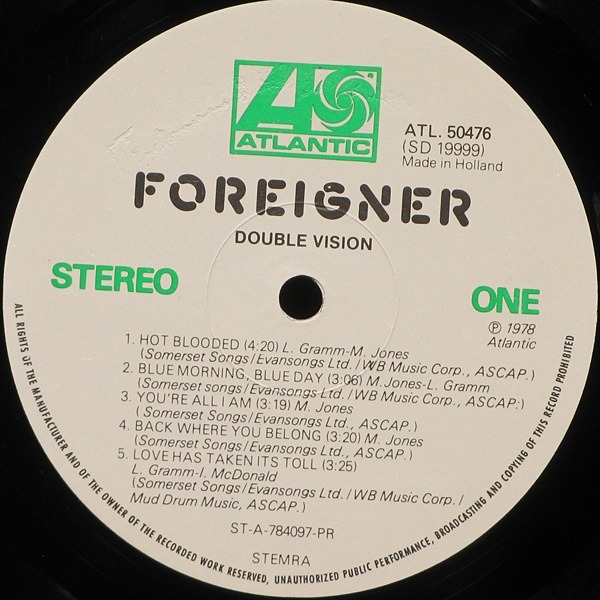 ATLANTIC
ATL. 50476
(SD 19999)
Made in Holland
FOREIGNER
DOUBLE VISION
STEREO
ONE
Ⓟ 1978
Atlantic
1. HOT BLOODED (4:20) L. Gramm-M. Jones
(Somerset Songs/Evansongs Ltd./WB Music Corp., ASCAP.)
2. BLUE MORNING, BLUE DAY (3:06) M. Jones-L. Gramm
(Somerset songs/Evansongs Ltd./WB Music Corp., ASCAP.)
3. YOU'RE ALL I AM (3:19) M. Jones
( Somerset Songs/Evansongs Ltd., ASCAP.)
4. BACK WHERE YOU BELONG (3:20) M. Jones
(Somerset Songs/Evansongs Ltd., ASCAP.)
5. LOVE HAS TAKEN ITS TOLL (3:25)
L. Gramm-I. McDonald
(Somerset Songs/Evansongs Ltd./WB Music Corp./
Mud Drum Music, ASCAP.)
ST-A-784097-PR
STEMRA
ALL RIGHTS OF THE MANUFACTURER AND OF THE OWNER OF THE RECORDED WORK RESERVED, UNAUTHORIZED PUBLIC PERFORMANCE, BROADCASTING AND COPYING OF THIS RECORD PROHIBITED